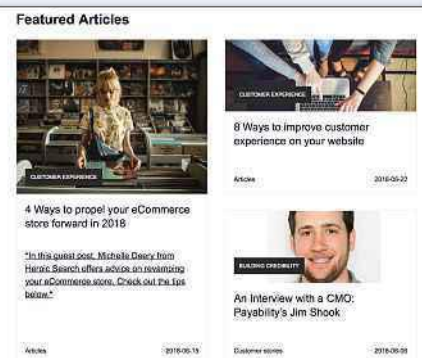 Featured Articles
CUSTOMER EXPERIENCE
4 Ways to propel your eCommerce
store forward in 2018
"In this guest post, Michelle Deery from
Heroic Search offers advice on revamping
your eCommerce store. Check out the tips
below."
Articles
2018-06-15
CUSTOMER EXPERIENCE
8 Ways to improve customer
experience on your website
Articles
2018-05-22
BUILDING CREDIBILITY
An Interview with a CMO:
Payability's Jim Shook
Customer stories